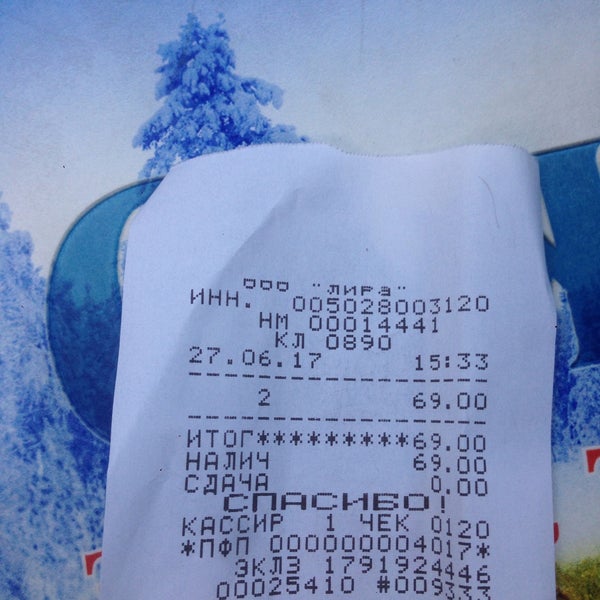 ООО "ЛИРЭ"
ИНН. 005028003120
НМ 00014441
КЛ 0890
27.06.17 15:33
2 69.00
ИТОГ*********69.00
НАЛИЧ 69.00
СДАЧА 0.00
СПАСИБО!
КАССИР 1 ЧЕК 0120
*ПФП 000000004017*
ЭКЛЗ 1791924446
00025410 #009333